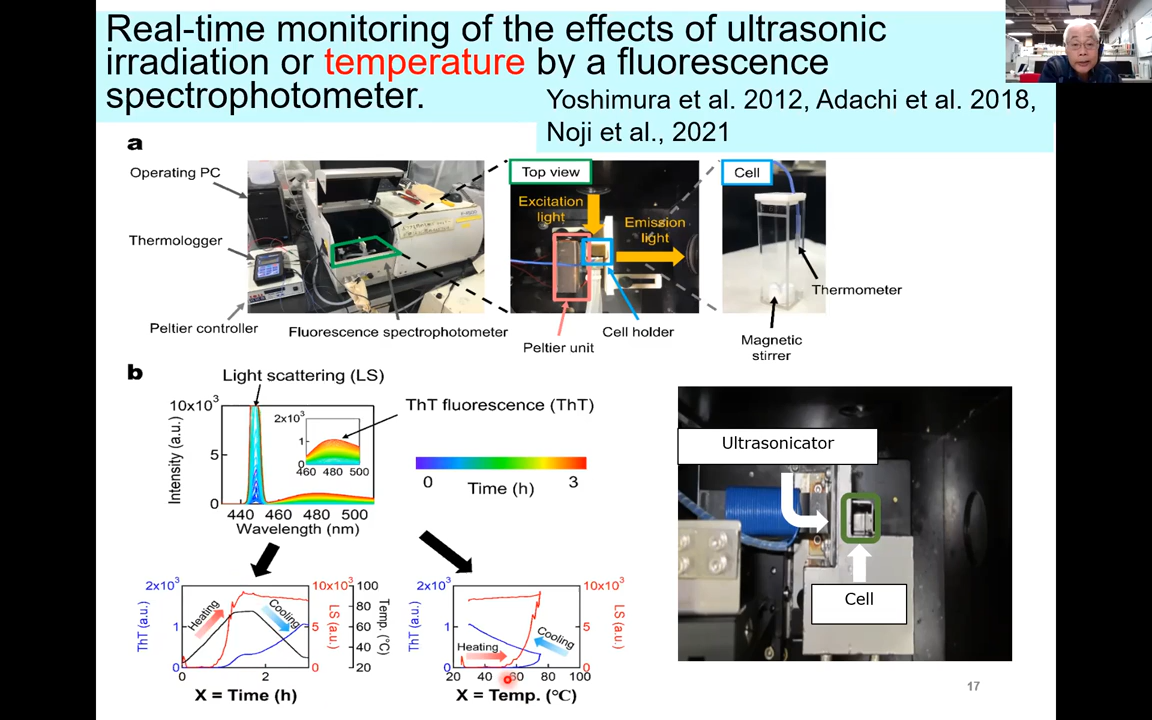 Real-time monitoring of the effects of ultrasonic
irradiation or temperature by a fluorescence
spectrophotometer.
Yoshimura et al. 2012, Adachi et al. 2018,
Noji et al., 2021
a
Operating PC
Thermologger
Peltier controller
Fluorescence spectrophotometer
Top view
Excitation
light
Emission
light
Peltier unit
Cell holder
Cell
Thermometer
Magnetic
stirrer
b
Light scattering (LS)
ThT fluorescence (ThT)
Intensity (a.u.)
10x10³
5
0
2x10³
1
0
460 480 500
440 460 480 500
Wavelength (nm)
0
Time (h)
3
ThT (a.u.)
2x10³
1
0
Heating
Cooling
10x10³
5
0
LS (a.u.)
100
80
60
40
20
Temp. (°C)
0 2
X = Time (h)
ThT (a.u.)
2x10³
1
0
Heating
Cooling
10x10³
5
0
LS (a.u.)
20 40 60 80 100
X = Temp. (°C)
Ultrasonicator
Cell
17